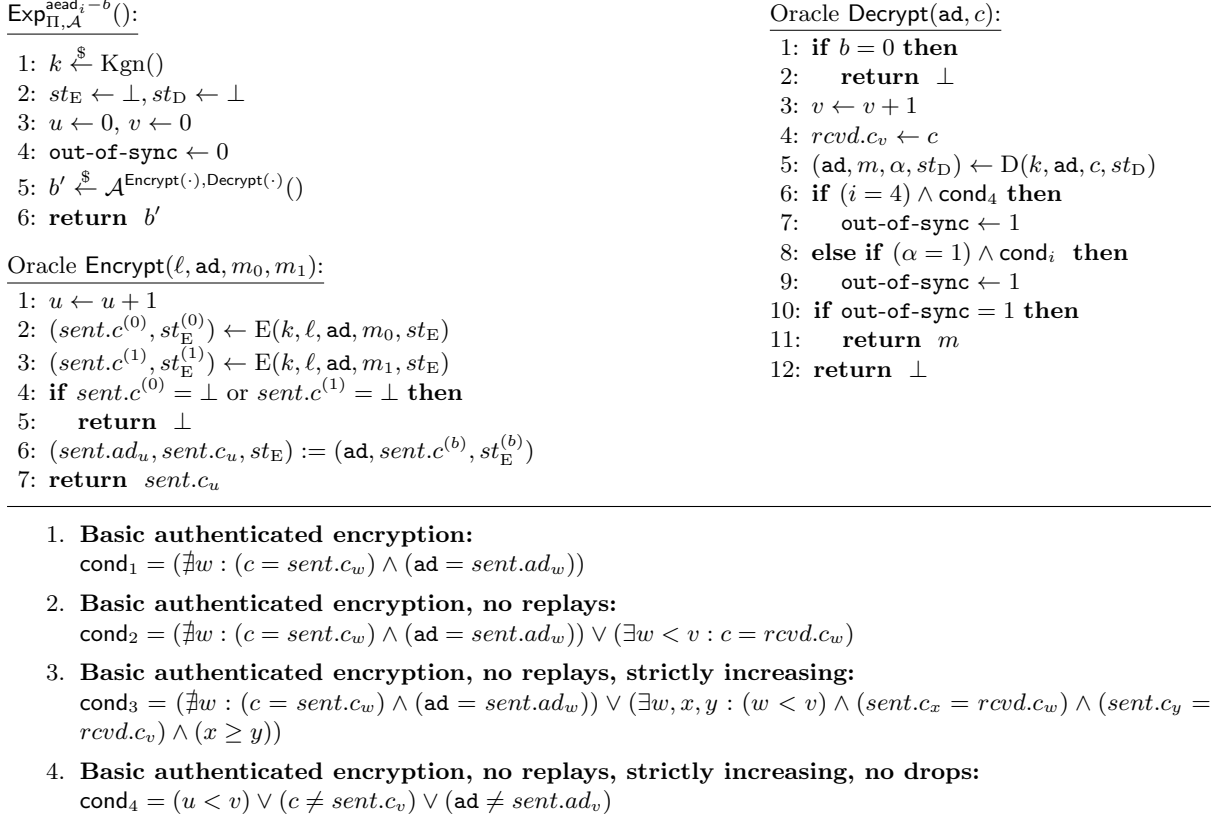 Exp^{aead_i−b}_{Π,𝒜}():
1: k ←$ Kgn()
2: st_E ← ⊥, st_D ← ⊥
3: u ← 0, v ← 0
4: out-of-sync ← 0
5: b′ ←$ 𝒜^{Encrypt(·),Decrypt(·)}()
6: return b′
Oracle Encrypt(ℓ, ad, m_0, m_1):
1: u ← u + 1
2: (sent.c^{(0)}, st_E^{(0)}) ← E(k, ℓ, ad, m_0, st_E)
3: (sent.c^{(1)}, st_E^{(1)}) ← E(k, ℓ, ad, m_1, st_E)
4: if sent.c^{(0)} = ⊥ or sent.c^{(1)} = ⊥ then
5: return ⊥
6: (sent.ad_u, sent.c_u, st_E) := (ad, sent.c^{(b)}, st_E^{(b)})
7: return sent.c_u
Oracle Decrypt(ad, c):
1: if b = 0 then
2: return ⊥
3: v ← v + 1
4: rcvd.c_v ← c
5: (ad, m, α, st_D) ← D(k, ad, c, st_D)
6: if (i = 4) ∧ cond_4 then
7: out-of-sync ← 1
8: else if (α = 1) ∧ cond_i then
9: out-of-sync ← 1
10: if out-of-sync = 1 then
11: return m
12: return ⊥
1. Basic authenticated encryption:
cond_1 = (∄w : (c = sent.c_w) ∧ (ad = sent.ad_w))
2. Basic authenticated encryption, no replays:
cond_2 = (∄w : (c = sent.c_w) ∧ (ad = sent.ad_w)) ∨ (∃w < v : c = rcvd.c_w)
3. Basic authenticated encryption, no replays, strictly increasing:
cond_3 = (∄w : (c = sent.c_w) ∧ (ad = sent.ad_w)) ∨ (∃w, x, y : (w < v) ∧ (sent.c_x = rcvd.c_w) ∧ (sent.c_y =
rcvd.c_v) ∧ (x ≥ y))
4. Basic authenticated encryption, no replays, strictly increasing, no drops:
cond_4 = (u < v) ∨ (c ≠ sent.c_v) ∨ (ad ≠ sent.ad_v)